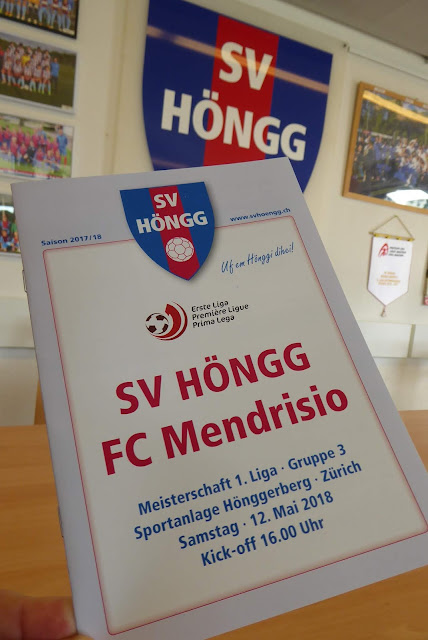 SV
HÖNGG
SV
HÖNGG
Saison 2017/18
www.svhoengg.ch
Uf em Hönggi dihei!
Erste Liga
Première Ligue
Prima Lega
SV HÖNGG
FC Mendrisio
Meisterschaft 1. Liga · Gruppe 3
Sportanlage Hönggerberg · Zürich
Samstag · 12. Mai 2018
Kick-off 16.00 Uhr